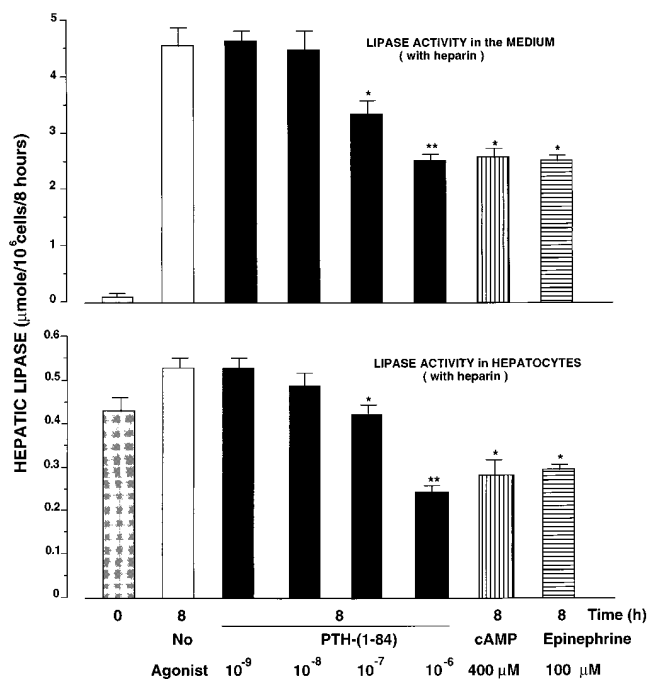 HEPATIC LIPASE (µmole/10⁶cells/8 hours)
5
4
3
2
1
0
LIPASE ACTIVITY in the MEDIUM
( with heparin )
*
**
*
*
0.6
0.5
0.4
0.3
0.2
0.1
0
LIPASE ACTIVITY in HEPATOCYTES
( with heparin )
*
**
*
*
0 8 8 8 8 Time (h)
No PTH-(1-84) cAMP Epinephrine
Agonist 10⁻⁹ 10⁻⁸ 10⁻⁷ 10⁻⁶ 400 µM 100 µM